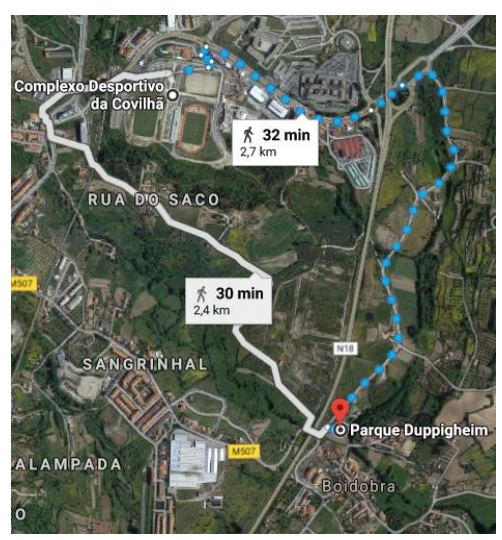 Complexo Desportivo
da Covilhã
32 min
2,7 km
RUA DO SACO
M507
30 min
2,4 km
N18
SANGRINHAL
Parque Duppigheim
M507
ALAMPADA
Boidobra
O